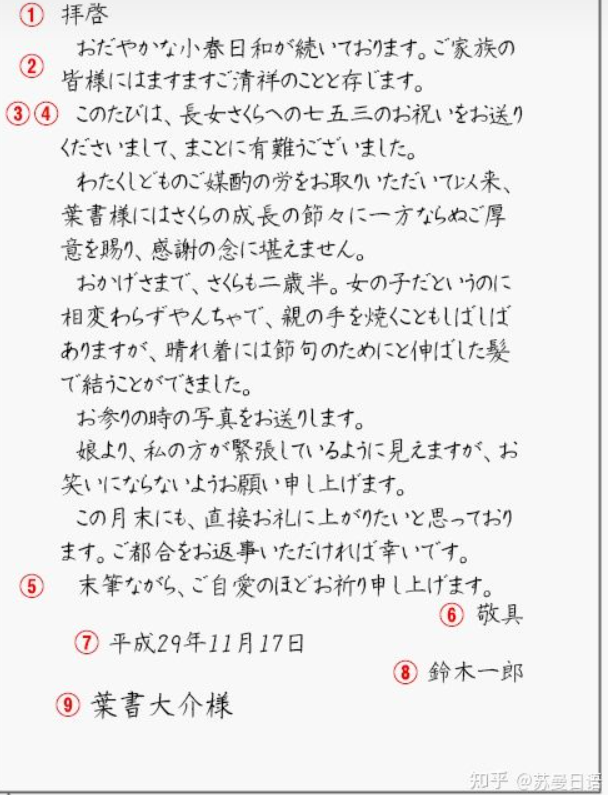 ① 拝啓
② おだやかな小春日和が続いております。ご家族の
皆様にはますますご清祥のことと存じます。
③④ このたびは、長女さくらへの七五三のお祝いをお送り
くださいまして、まことに有難うございました。
わたくしどものご媒酌の労をお取りいただいて以来、
葉書様にはさくらの成長の節々に一方ならぬご厚
意を賜り、感謝の念に堪えません。
おかげさまで、さくらも二歳半。女の子だというのに
相変わらずやんちゃで、親の手を焼くこともしばしば
ありますが、晴れ着には節句のためにと伸ばした髪
で結うことができました。
お参りの時の写真をお送りします。
娘より、私の方が緊張しているように見えますが、お
笑いにならないようお願い申し上げます。
この月末にも、直接お礼に上がりたいと思っており
ます。ご都合をお返事いただければ幸いです。
⑤ 末筆ながら、ご自愛のほどお祈り申し上げます。
⑥ 敬具
⑦ 平成29年11月17日
⑧ 鈴木一郎
⑨ 葉書大介様
知乎 @苏曼日语